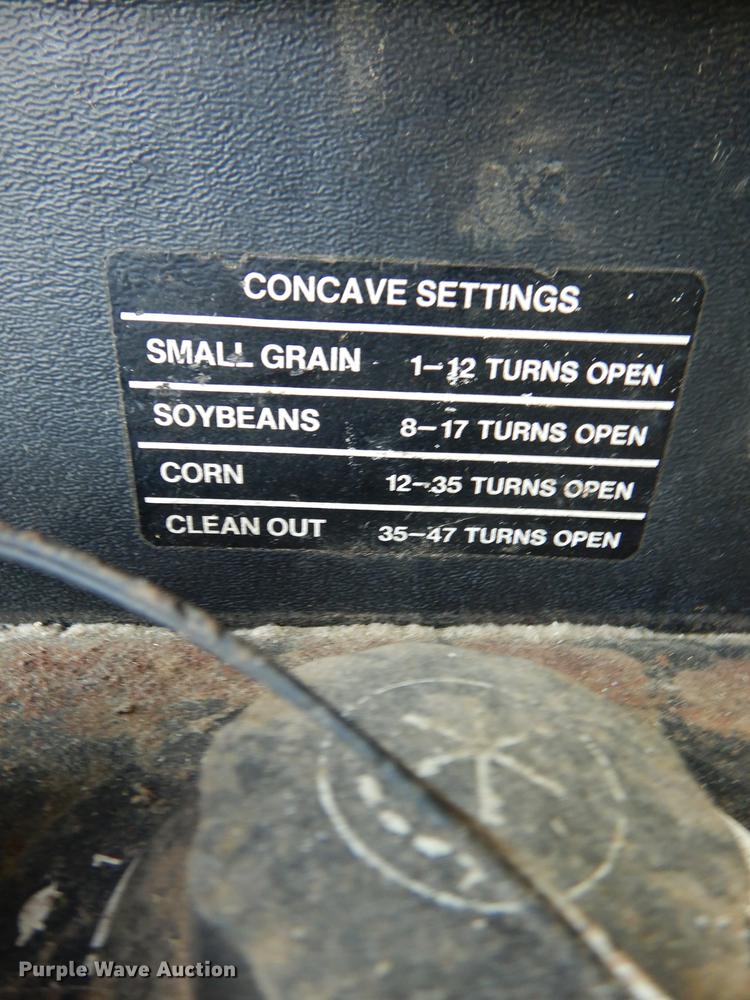 CONCAVE SETTINGS
SMALL GRAIN 1-12 TURNS OPEN
SOYBEANS 8-17 TURNS OPEN
CORN 12-35 TURNS OPEN
CLEAN OUT 35-47 TURNS OPEN
Purple Wave Auction